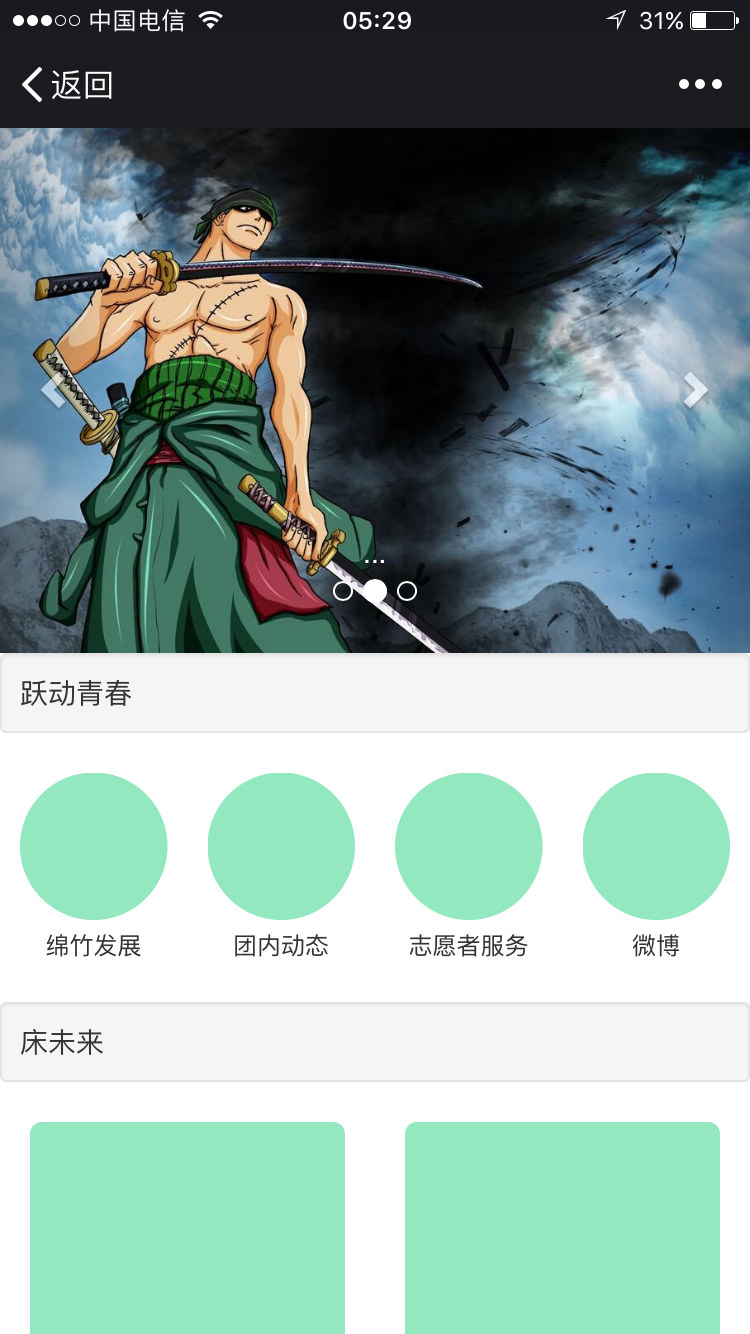 中国电信 05:29 31%
返回
...
跃动青春
绵竹发展 团内动态 志愿者服务 微博
床未来